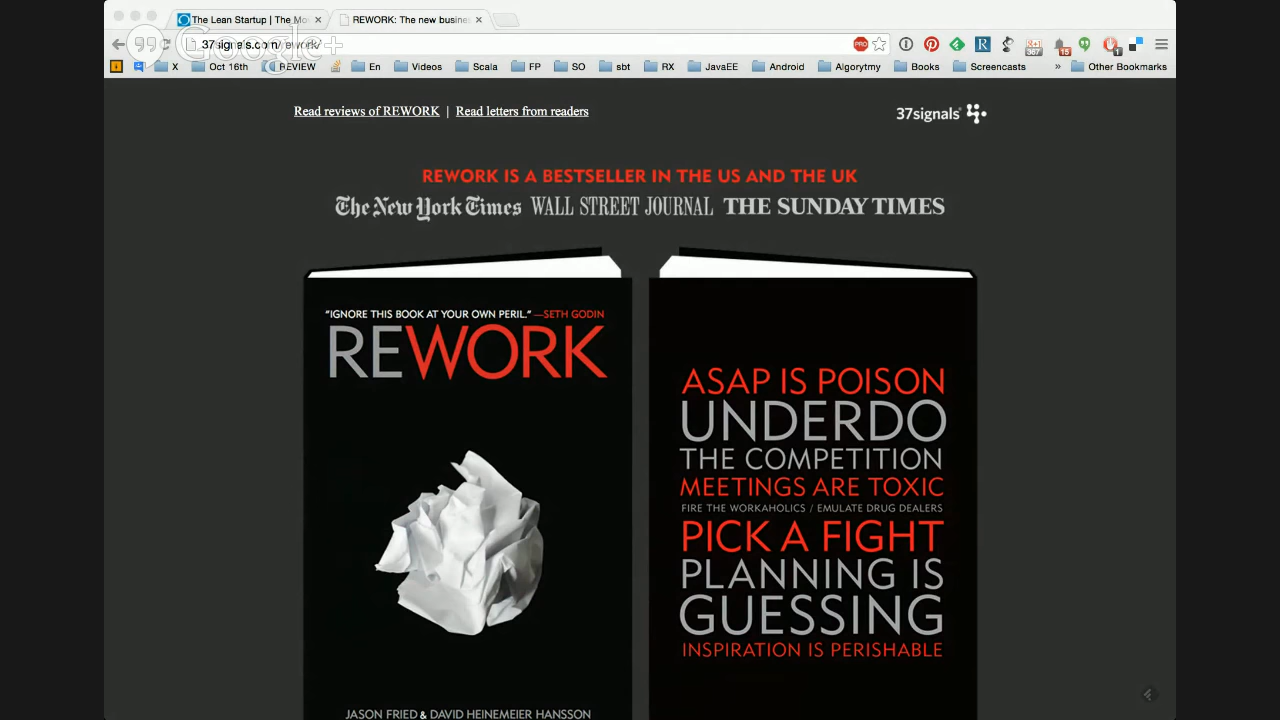 The Lean Startup | The Mo
REWORK: The new busine
Google+
37signals.com/rework/
PRO
387
15
1
X
Oct 16th
REVIEW
En
Videos
Scala
FP
SO
sbt
RX
JavaEE
Android
Algorytmy
Books
Screencasts
»
Other Bookmarks
Read reviews of REWORK | Read letters from readers
37signals
REWORK IS A BESTSELLER IN THE US AND THE UK
The New York Times WALL STREET JOURNAL THE SUNDAY TIMES
“IGNORE THIS BOOK AT YOUR OWN PERIL.” —SETH GODIN
REWORK
JASON FRIED & DAVID HEINEMEIER HANSSON
ASAP IS POISON
UNDERDO
THE COMPETITION
MEETINGS ARE TOXIC
FIRE THE WORKAHOLICS / EMULATE DRUG DEALERS
PICK A FIGHT
PLANNING IS
GUESSING
INSPIRATION IS PERISHABLE